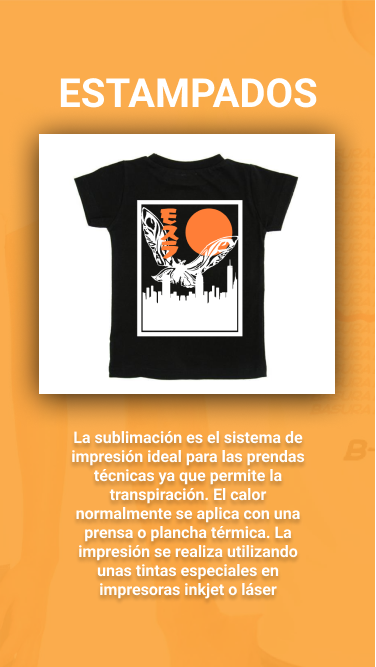 ESTAMPADOS
La sublimación es el sistema de
impresión ideal para las prendas
técnicas ya que permite la
transpiración. El calor
normalmente se aplica con una
prensa o plancha térmica. La
impresión se realiza utilizando
unas tintas especiales en
impresoras inkjet o láser